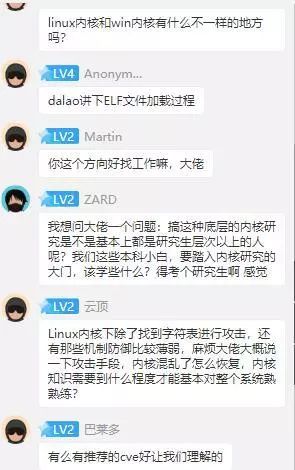 linux内核和win内核有什么不一样的地方
吗?
LV4 Anonym...
dalao讲下ELF文件加载过程
LV2 Martin
你这个方向好找工作嘛，大佬
LV2 ZARD
我想问大佬一个问题：搞这种底层的内核研
究是不是基本上都是研究生层次以上的人
呢？我们这些本科小白，要踏入内核研究的
大门，该学些什么？得考个研究生啊 感觉
LV2 云顶
Linux内核下除了找到字符表进行攻击，还
有那些机制防御比较薄弱，麻烦大佬大概说
一下攻击手段，内核混乱了怎么恢复，内核
知识需要到什么程度才能基本对整个系统熟
熟练？
LV2 巴莱多
有么有推荐的cve好让我们理解的